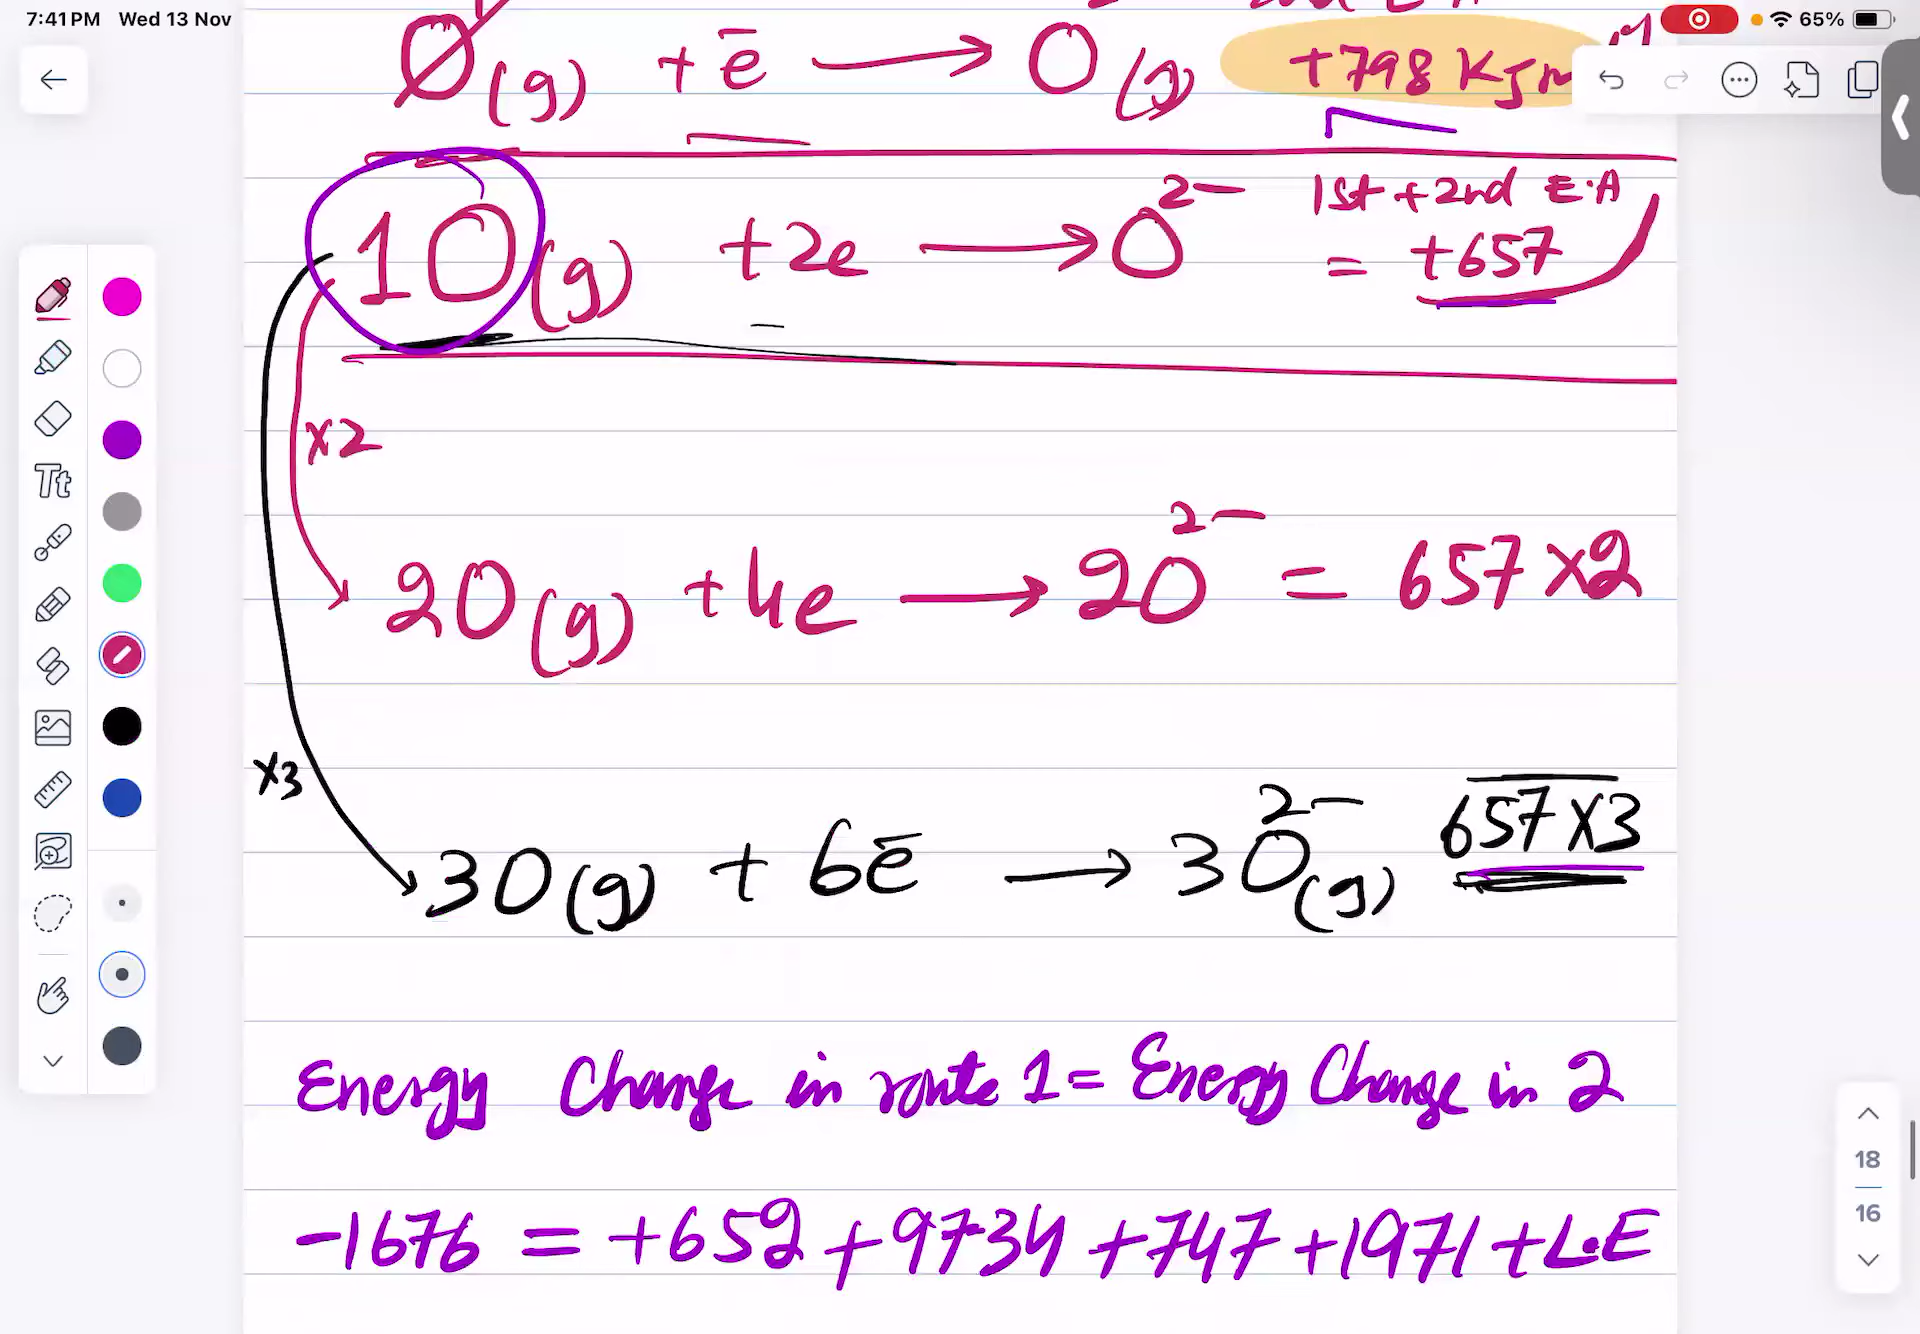 7:41 PM Wed 13 Nov
65%
O(g) + e̅ ⟶ O(g) +798 KJm
1O(g) +2e ⟶ O²⁻ 1st + 2nd E.A
= +657
x2
2O(g) +4e ⟶ 2O²⁻ = 657 x2
x3
3O(g) + 6e̅ ⟶ 3O²⁻(g) 657 x3
Energy Change in route 1 = Energy Change in 2
-1676 = +652 +9734 +747 +1971 + L.E
Tt
18
16